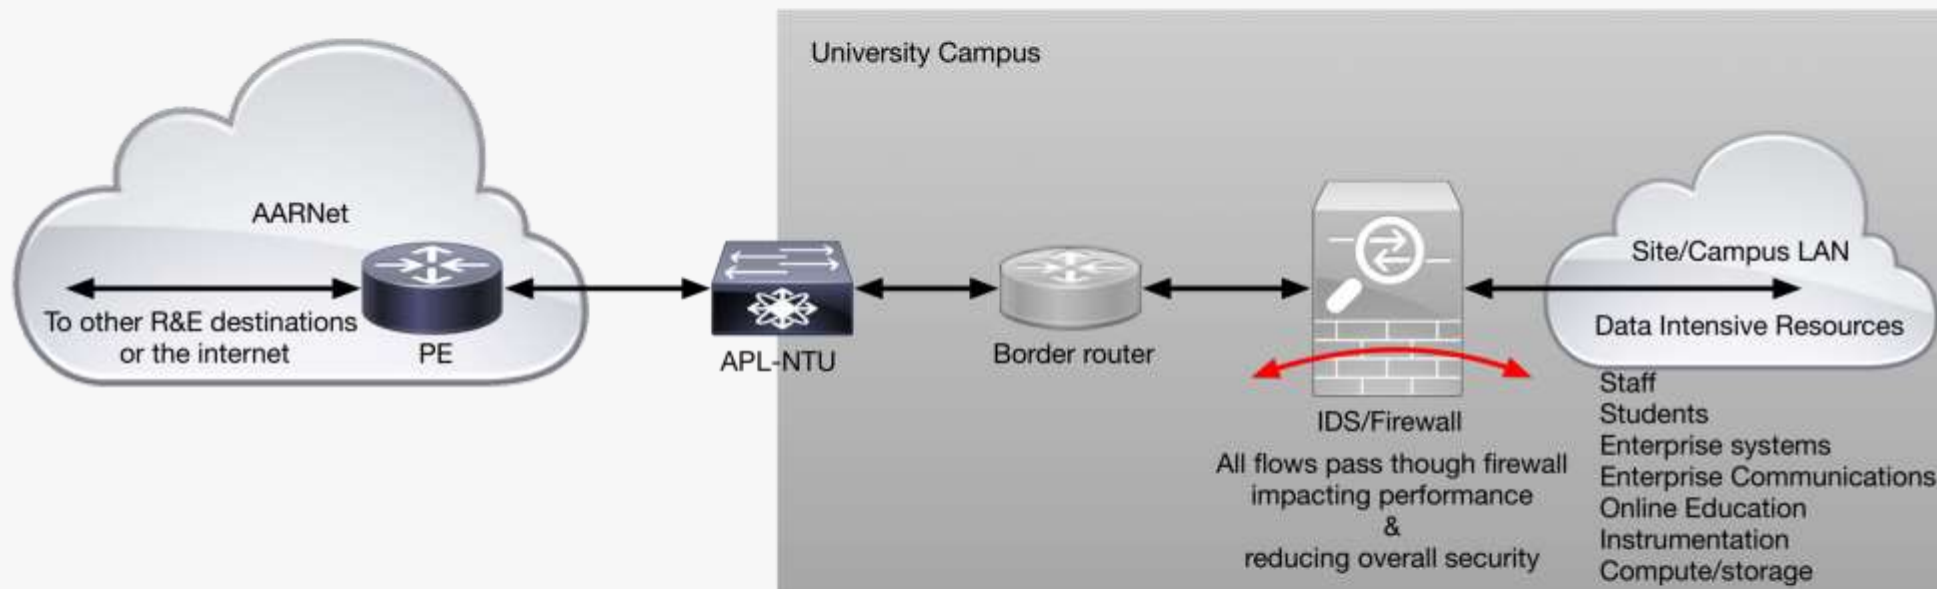 University Campus
AARNet
To other R&E destinations
or the internet
PE
APL-NTU
Border router
IDS/Firewall
All flows pass though firewall
impacting performance
&
reducing overall security
Site/Campus LAN
Data Intensive Resources
Staff
Students
Enterprise systems
Enterprise Communications
Online Education
Instrumentation
Compute/storage